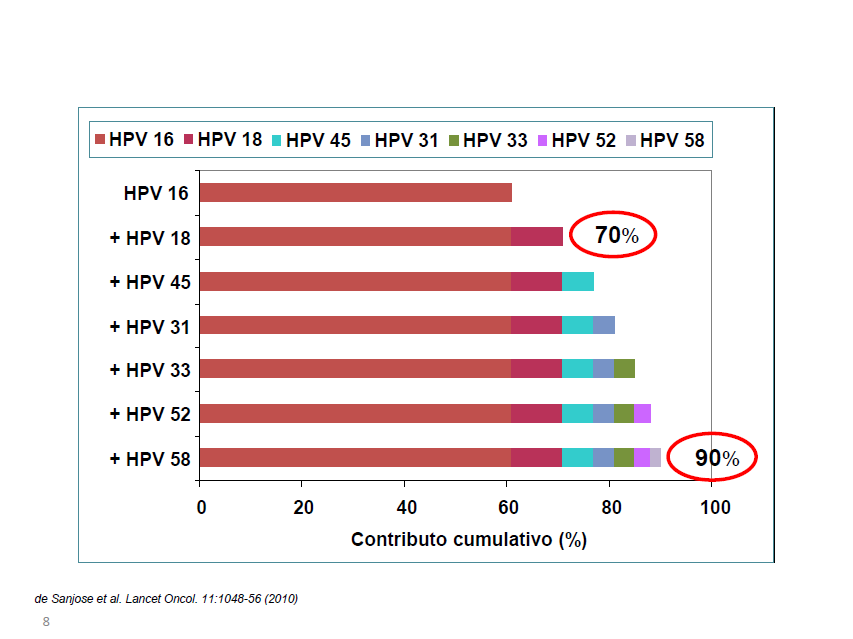 HPV 16 HPV 18 HPV 45 HPV 31 HPV 33 HPV 52 HPV 58
HPV 16
+ HPV 18 70%
+ HPV 45
+ HPV 31
+ HPV 33
+ HPV 52
+ HPV 58 90%
0 20 40 60 80 100
Contributo cumulativo (%)
de Sanjose et al. Lancet Oncol. 11:1048-56 (2010)
8